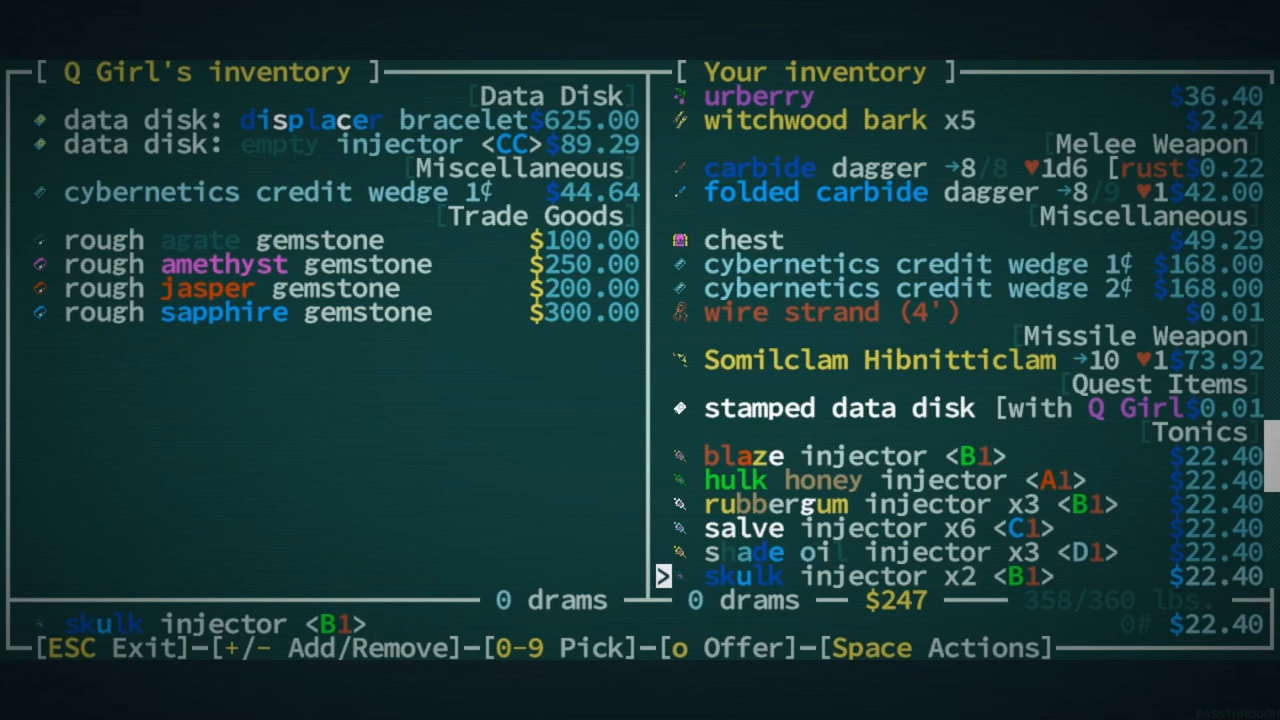 [ Q Girl's inventory ]
[Data Disk]
data disk: displacer bracelet $625.00
data disk: empty injector <CC> $89.29
[Miscellaneous]
cybernetics credit wedge 1¢ $44.64
[Trade Goods]
rough agate gemstone $100.00
rough amethyst gemstone $250.00
rough jasper gemstone $200.00
rough sapphire gemstone $300.00
0 drams
[ Your inventory ]
urberry $36.40
witchwood bark x5 $2.24
[Melee Weapon]
carbide dagger →8/8 ♥1d6 [rust $0.22
folded carbide dagger →8/9 ♥1 $42.00
[Miscellaneous]
chest $49.29
cybernetics credit wedge 1¢ $168.00
cybernetics credit wedge 2¢ $168.00
wire strand (4') $0.01
[Missile Weapon]
Somilclam Hibnitticlam →10 ♥1 $73.92
[Quest Items]
stamped data disk [with Q Girl $0.01
[Tonics]
blaze injector <B1> $22.40
hulk honey injector <A1> $22.40
rubbergum injector x3 <B1> $22.40
salve injector x6 <C1> $22.40
shade oil injector x3 <D1> $22.40
> skulk injector x2 <B1> $22.40
0 drams — $247 — 358/360 lbs.
skulk injector <B1> 0# $22.40
[ESC Exit]—[+/- Add/Remove]—[0-9 Pick]—[o Offer]—[Space Actions]